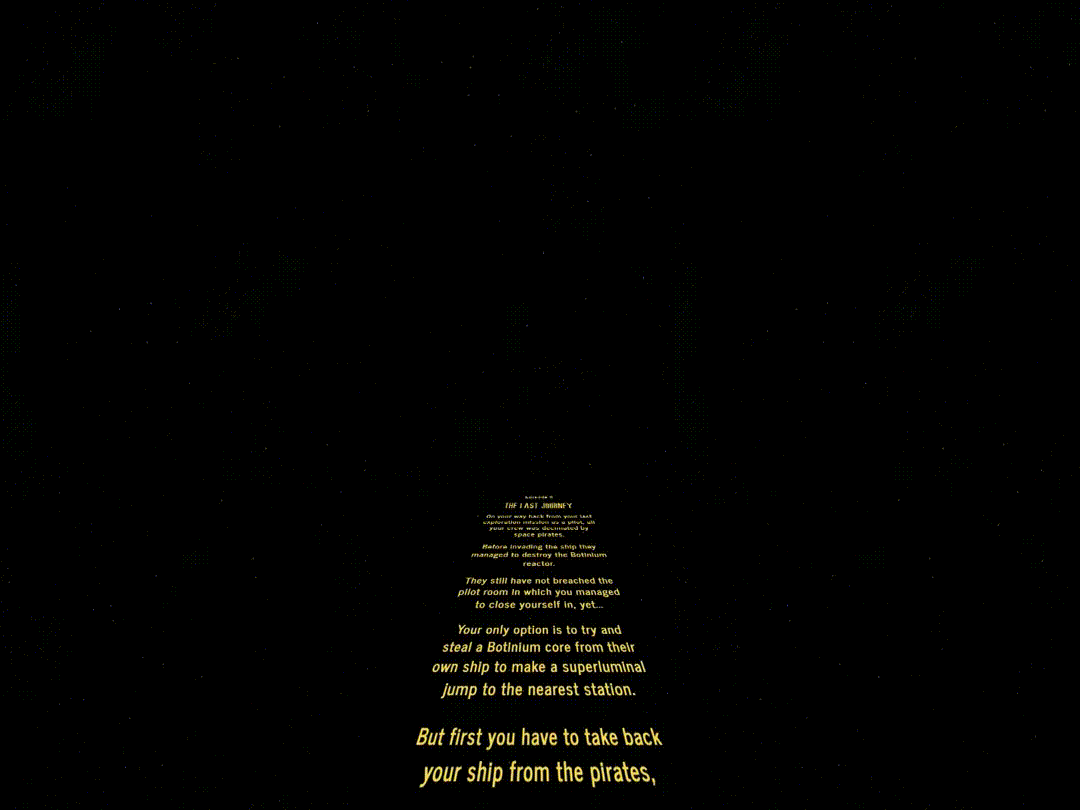 THE LAST JOURNEY
On your way back from your last
exploration mission as a pilot, all
your crew was decimated by
space pirates.
Before invading the ship they
managed to destroy the Botinium
reactor.
They still have not breached the
pilot room in which you managed
to close yourself in, yet...
Your only option is to try and
steal a Botinium core from their
own ship to make a superluminal
jump to the nearest station.
But first you have to take back
your ship from the pirates,